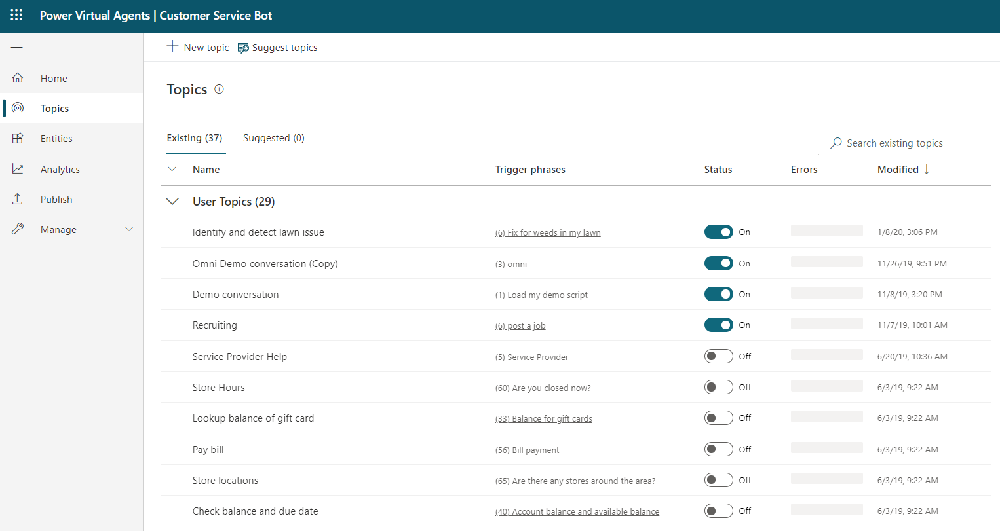 Power Virtual Agents | Customer Service Bot
New topic Suggest topics
Home
Topics
Entities
Analytics
Publish
Manage
Topics
Existing (37) Suggested (0) Search existing topics
Name Trigger phrases Status Errors Modified ↓
User Topics (29)
Identify and detect lawn issue (6) Fix for weeds in my lawn On 1/8/20, 3:06 PM
Omni Demo conversation (Copy) (3) omni On 11/26/19, 9:51 PM
Demo conversation (1) Load my demo script On 11/8/19, 3:20 PM
Recruiting (6) post a job On 11/7/19, 10:01 AM
Service Provider Help (5) Service Provider Off 6/20/19, 10:36 AM
Store Hours (60) Are you closed now? Off 6/3/19, 9:22 AM
Lookup balance of gift card (33) Balance for gift cards Off 6/3/19, 9:22 AM
Pay bill (56) Bill payment Off 6/3/19, 9:22 AM
Store locations (65) Are there any stores around the area? Off 6/3/19, 9:22 AM
Check balance and due date (40) Account balance and available balance Off 6/3/19, 9:22 AM